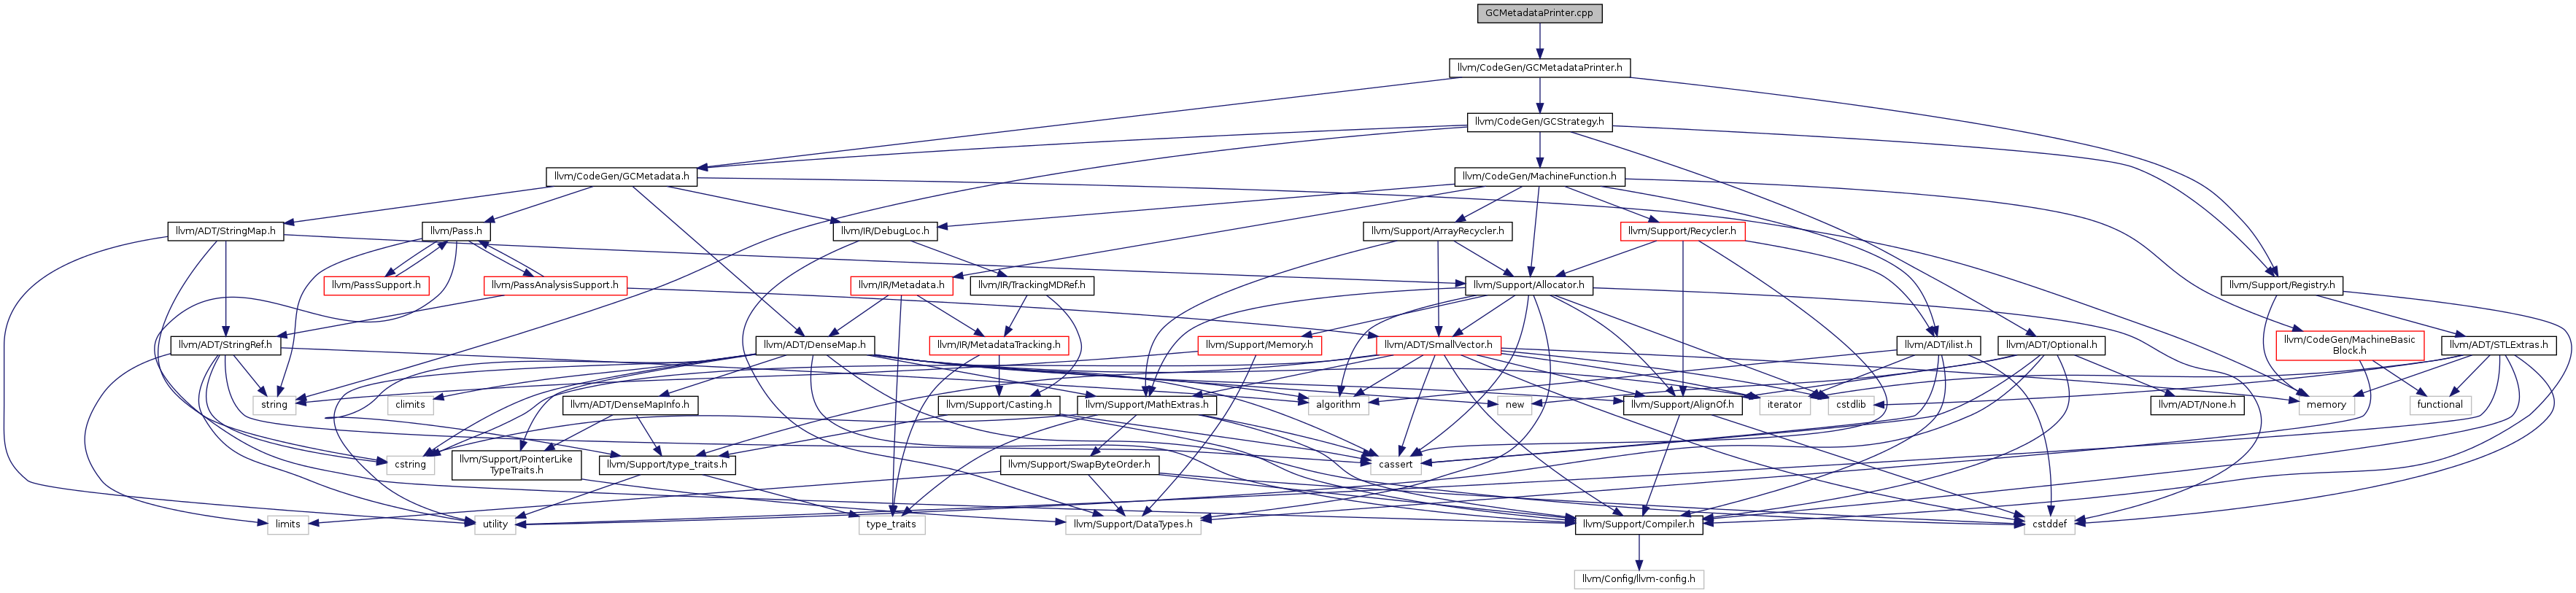 GCMetadataPrinter.cpp
llvm/CodeGen/GCMetadataPrinter.h
llvm/CodeGen/GCStrategy.h
llvm/CodeGen/GCMetadata.h
llvm/CodeGen/MachineFunction.h
llvm/ADT/StringMap.h
llvm/Pass.h
llvm/IR/DebugLoc.h
llvm/Support/ArrayRecycler.h
llvm/Support/Recycler.h
llvm/PassSupport.h
llvm/PassAnalysisSupport.h
llvm/IR/Metadata.h
llvm/IR/TrackingMDRef.h
llvm/Support/Allocator.h
llvm/Support/Registry.h
llvm/ADT/StringRef.h
llvm/ADT/DenseMap.h
llvm/IR/MetadataTracking.h
llvm/Support/Memory.h
llvm/ADT/SmallVector.h
llvm/ADT/ilist.h
llvm/ADT/Optional.h
llvm/CodeGen/MachineBasic
Block.h
llvm/ADT/STLExtras.h
string
climits
llvm/ADT/DenseMapInfo.h
llvm/Support/Casting.h
llvm/Support/MathExtras.h
algorithm
new
llvm/Support/AlignOf.h
iterator
cstdlib
llvm/ADT/None.h
memory
functional
cstring
llvm/Support/PointerLike
TypeTraits.h
llvm/Support/type_traits.h
llvm/Support/SwapByteOrder.h
cassert
limits
utility
type_traits
llvm/Support/DataTypes.h
llvm/Support/Compiler.h
cstddef
llvm/Config/llvm-config.h